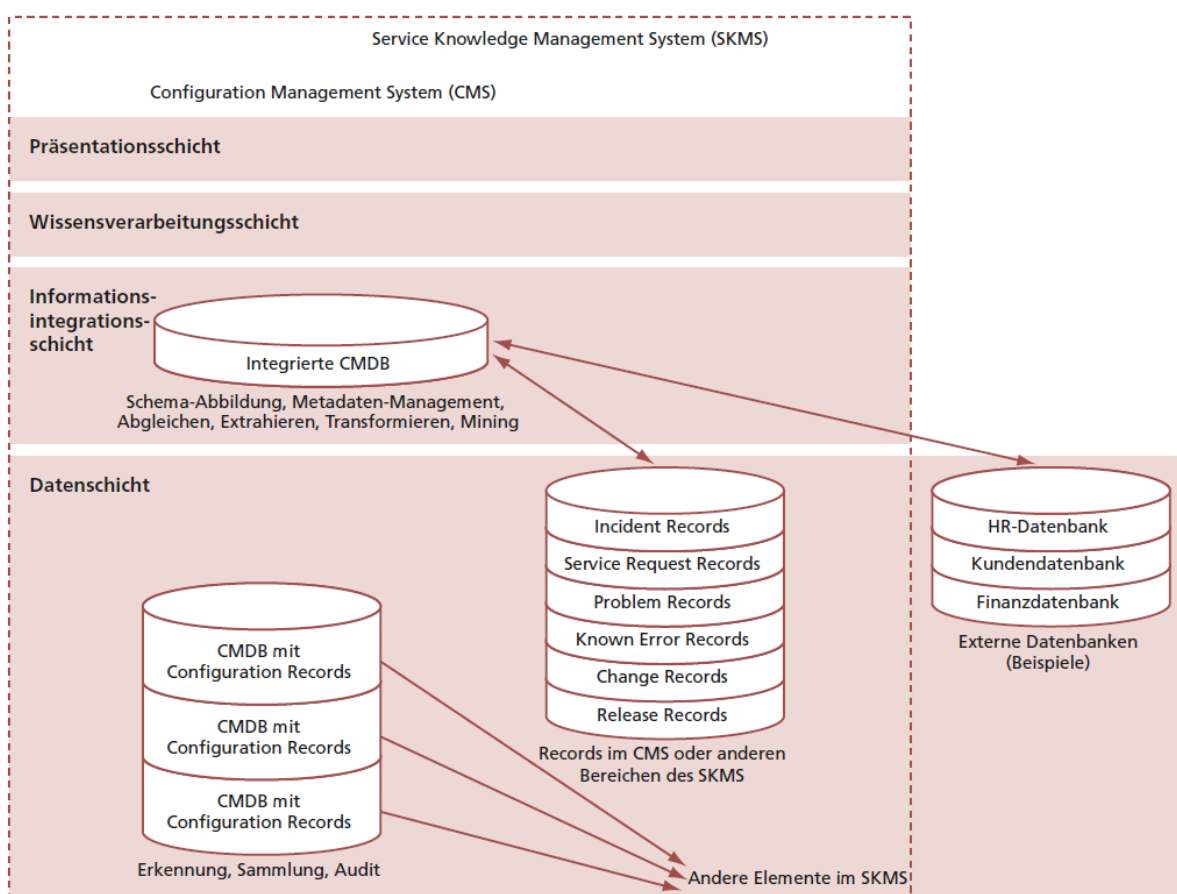 Service Knowledge Management System (SKMS)
Configuration Management System (CMS)
Präsentationsschicht
Wissensverarbeitungsschicht
Informations-
integrations-
schicht
Integrierte CMDB
Schema-Abbildung, Metadaten-Management,
Abgleichen, Extrahieren, Transformieren, Mining
Datenschicht
Incident Records
Service Request Records
Problem Records
Known Error Records
Change Records
Release Records
Records im CMS oder anderen
Bereichen des SKMS
HR-Datenbank
Kundendatenbank
Finanzdatenbank
Externe Datenbanken
(Beispiele)
CMDB mit
Configuration Records
CMDB mit
Configuration Records
CMDB mit
Configuration Records
Erkennung, Sammlung, Audit
Andere Elemente im SKMS